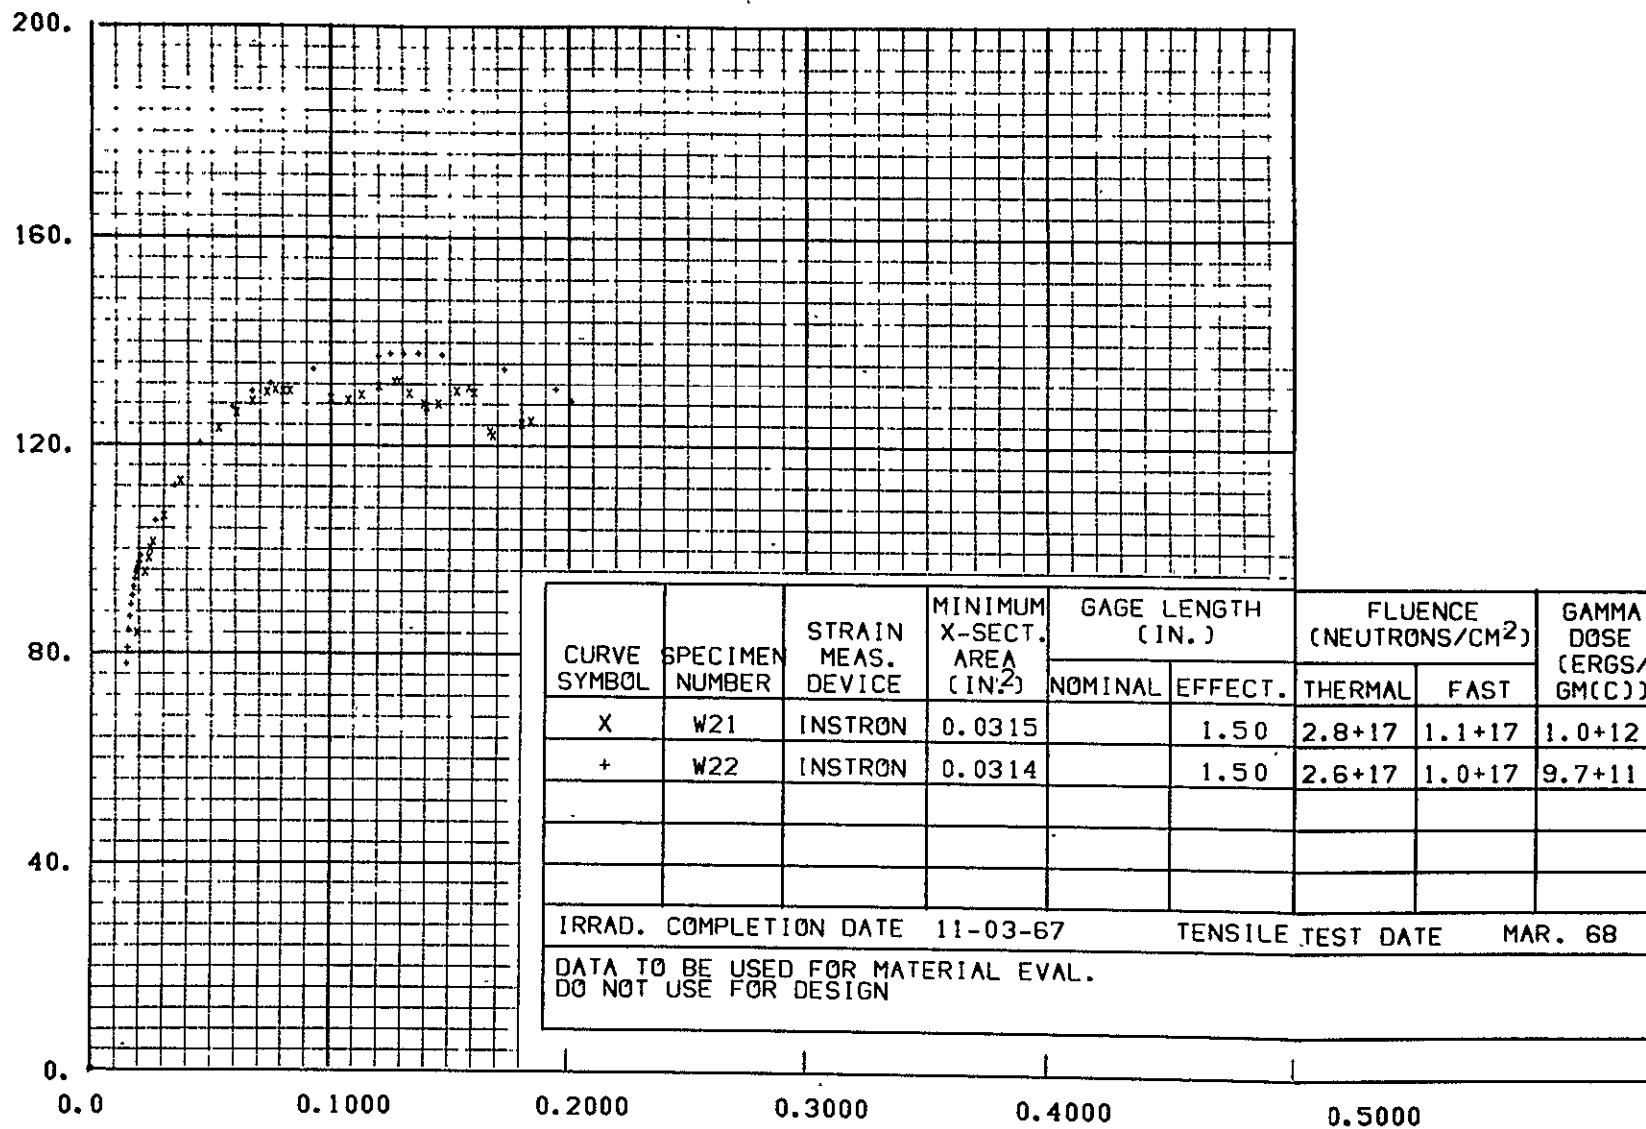 200.
160.
120.
80.
40.
0.
0.0 0.1000 0.2000 0.3000 0.4000 0.5000
CURVE SYMBOL
SPECIMEN NUMBER
STRAIN MEAS. DEVICE
MINIMUM X-SECT. AREA (IN.2)
GAGE LENGTH (IN.)
NOMINAL EFFECT.
FLUENCE (NEUTRONS/CM2)
THERMAL FAST
GAMMA DOSE (ERGS/ GM(C))
X W21 INSTRON 0.0315 1.50 2.8+17 1.1+17 1.0+12
+ W22 INSTRON 0.0314 1.50 2.6+17 1.0+17 9.7+11
IRRAD. COMPLETION DATE 11-03-67 TENSILE TEST DATE MAR. 68
DATA TO BE USED FOR MATERIAL EVAL.
DO NOT USE FOR DESIGN